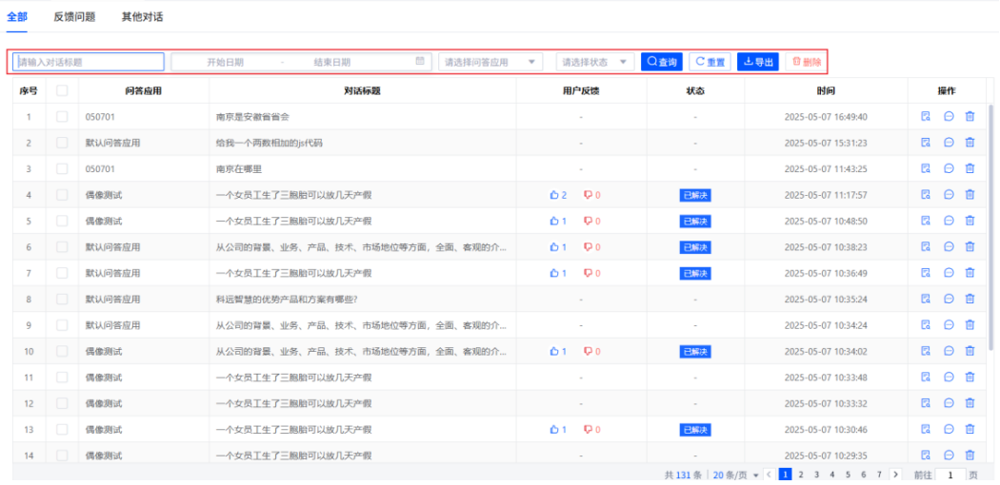 全部 反馈问题 其他对话
请输入对话标题 开始日期 - 结束日期 请选择问答应用 请选择状态 查询 重置 导出 删除
序号 问答应用 对话标题 用户反馈 状态 时间 操作
1 050701 南京是安徽省省会 - - 2025-05-07 16:49:40
2 默认问答应用 给我一个两数相加的js代码 - - 2025-05-07 15:31:23
3 050701 南京在哪里 - - 2025-05-07 11:43:25
4 偶像测试 一个女员工生了三胞胎可以放几天产假 2 0 已解决 2025-05-07 11:17:57
5 偶像测试 一个女员工生了三胞胎可以放几天产假 1 0 已解决 2025-05-07 10:48:50
6 默认问答应用 从公司的背景、业务、产品、技术、市场地位等方面，全面、客观的介... 1 0 已解决 2025-05-07 10:38:23
7 默认问答应用 一个女员工生了三胞胎可以放几天产假 1 0 已解决 2025-05-07 10:36:49
8 默认问答应用 科远智慧的优势产品和方案有哪些? - - 2025-05-07 10:35:24
9 默认问答应用 从公司的背景、业务、产品、技术、市场地位等方面，全面、客观的介... - - 2025-05-07 10:34:24
10 偶像测试 从公司的背景、业务、产品、技术、市场地位等方面，全面、客观的介... 1 0 已解决 2025-05-07 10:34:02
11 偶像测试 一个女员工生了三胞胎可以放几天产假 - - 2025-05-07 10:33:48
12 偶像测试 一个女员工生了三胞胎可以放几天产假 - - 2025-05-07 10:33:32
13 偶像测试 一个女员工生了三胞胎可以放几天产假 1 0 已解决 2025-05-07 10:30:46
14 偶像测试 一个女员工生了三胞胎可以放几天产假 - - 2025-05-07 10:29:35
共 131 条 20 条/页 1 2 3 4 5 6 7 前往 1 页